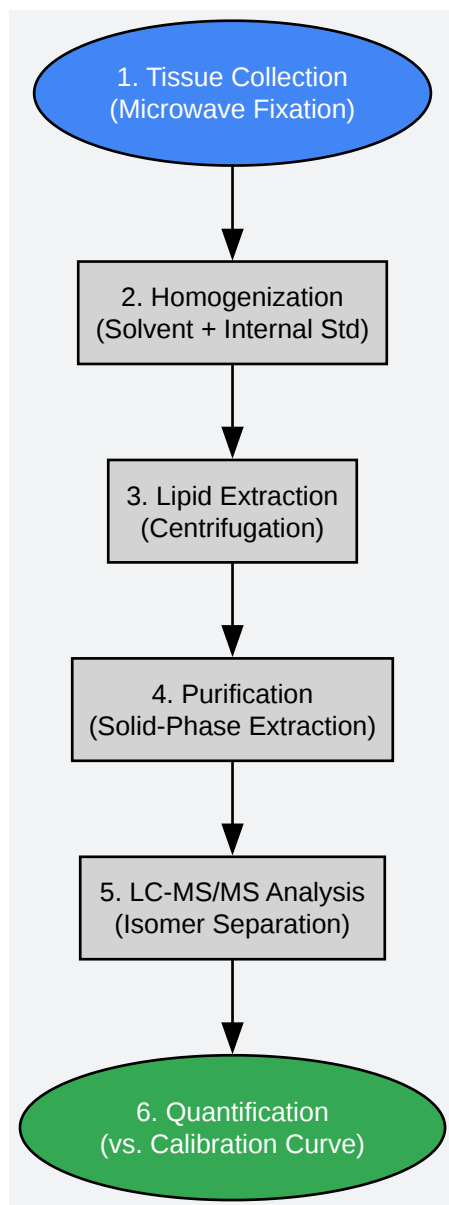 1. Tissue Collection
(Microwave Fixation)
2. Homogenization
(Solvent + Internal Std)
3. Lipid Extraction
(Centrifugation)
4. Purification
(Solid-Phase Extraction)
5. LC-MS/MS Analysis
(Isomer Separation)
6. Quantification
(vs. Calibration Curve)